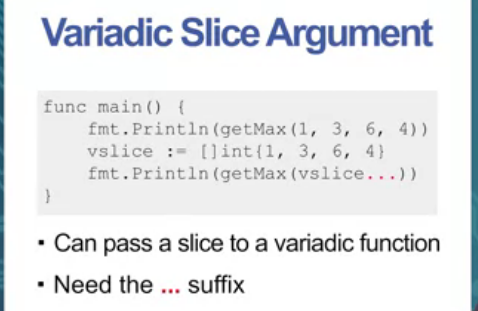 Variadic Slice Argument
func main() {
    fmt.Println(getMax(1, 3, 6, 4))
    vslice := []int{1, 3, 6, 4}
    fmt.Println(getMax(vslice...))
}
▪ Can pass a slice to a variadic function
▪ Need the ... suffix